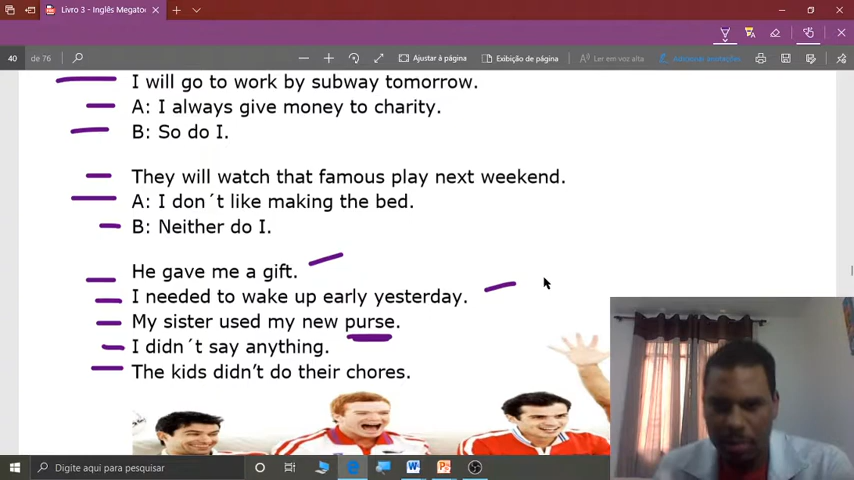 Livro 3 - Inglês Megatoo
40 de 76
Ajustar à página
Exibição de página
Ler em voz alta
Adicionar anotações
I will go to work by subway tomorrow.
A: I always give money to charity.
B: So do I.
They will watch that famous play next weekend.
A: I don´t like making the bed.
B: Neither do I.
He gave me a gift.
I needed to wake up early yesterday.
My sister used my new purse.
I didn´t say anything.
The kids didn’t do their chores.
Digite aqui para pesquisar